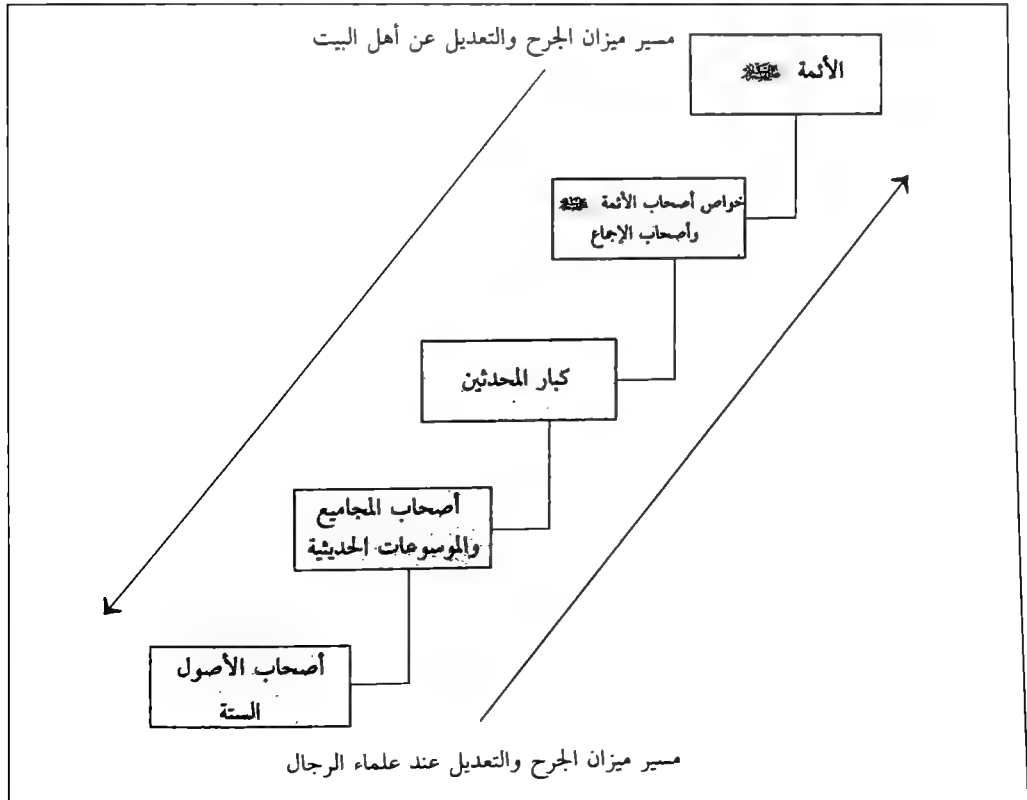 مسير ميزان الجرح والتعديل عن أهل البيت
الأئمة
خواص أصحاب الأئمة
وأصحاب الإجماع
كبار المحدثين
أصحاب المجاميع
والموسوعات الحديثية
أصحاب الأصول
الستة
مسير ميزان الجرح والتعديل عند علماء الرجال